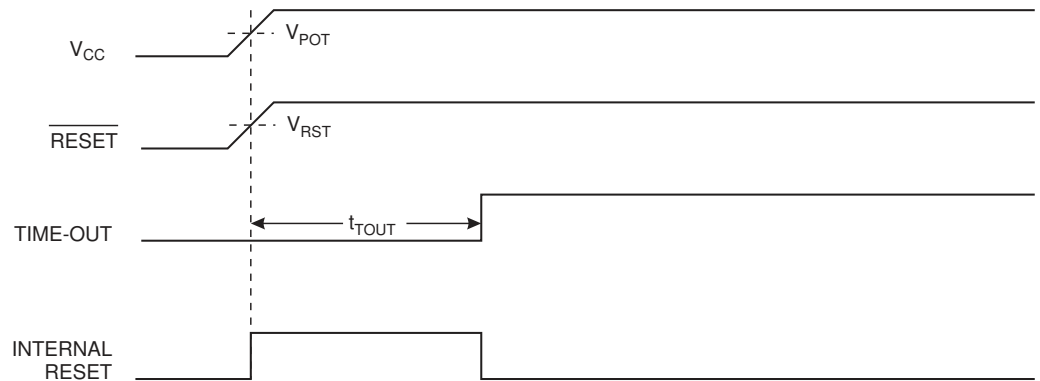 V_CC
V_POT
RESET
V_RST
TIME-OUT
t_TOUT
INTERNAL
RESET